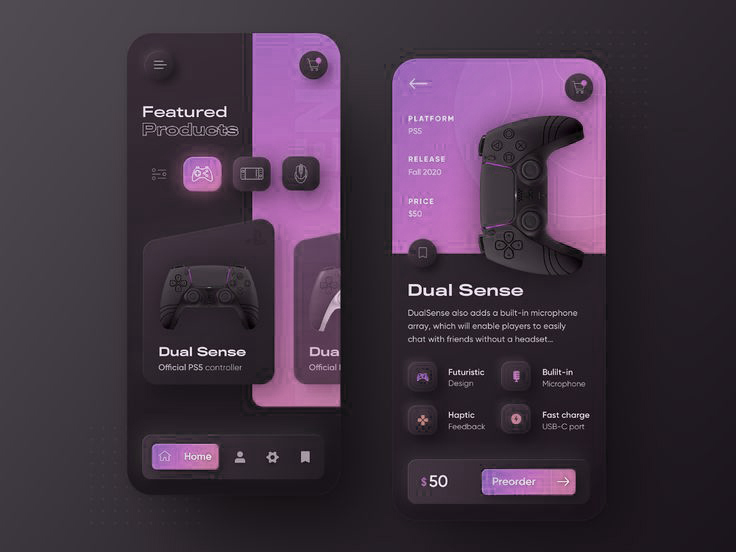 Featured
Products
Dual Sense
Official PS5 controller
Dua
Official
Home
PLATFORM
PS5
RELEASE
Fall 2020
PRICE
$50
Dual Sense
DualSense also adds a built-in microphone
array, which will enable players to easily
chat with friends without a headset...
Futuristic
Design
Bulilt-in
Microphone
Haptic
Feedback
Fast charge
USB-C port
$50
Preorder